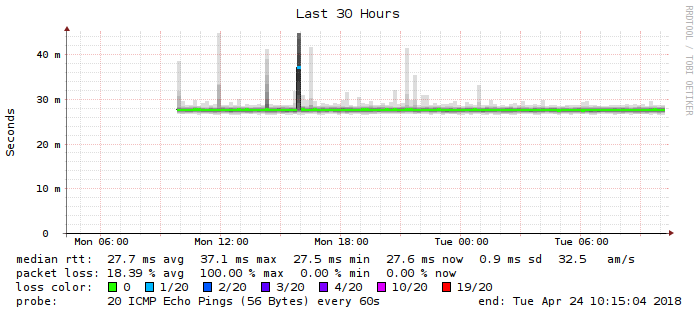 Last 30 Hours
RRDTOOL / TOBI OETIKER
Seconds
40 m
30 m
20 m
10 m
0
Mon 06:00 Mon 12:00 Mon 18:00 Tue 00:00 Tue 06:00
median rtt: 27.7 ms avg 37.1 ms max 27.5 ms min 27.6 ms now 0.9 ms sd 32.5 am/s
packet loss: 18.39 % avg 100.00 % max 0.00 % min 0.00 % now
loss color: 0 1/20 2/20 3/20 4/20 10/20 19/20
probe: 20 ICMP Echo Pings (56 Bytes) every 60s end: Tue Apr 24 10:15:04 2018